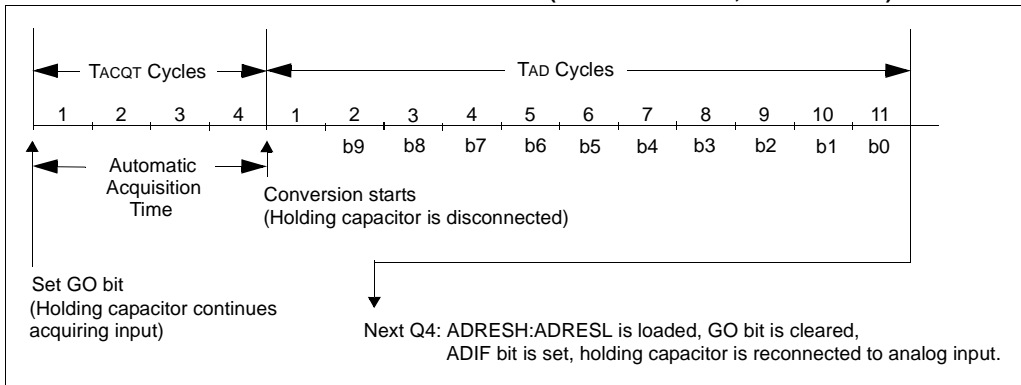 TACQT Cycles
TAD Cycles
1 2 3 4 1 2 3 4 5 6 7 8 9 10 11
b9 b8 b7 b6 b5 b4 b3 b2 b1 b0
Automatic
Acquisition
Time
Conversion starts
(Holding capacitor is disconnected)
Set GO bit
(Holding capacitor continues
acquiring input)
Next Q4: ADRESH:ADRESL is loaded, GO bit is cleared,
ADIF bit is set, holding capacitor is reconnected to analog input.